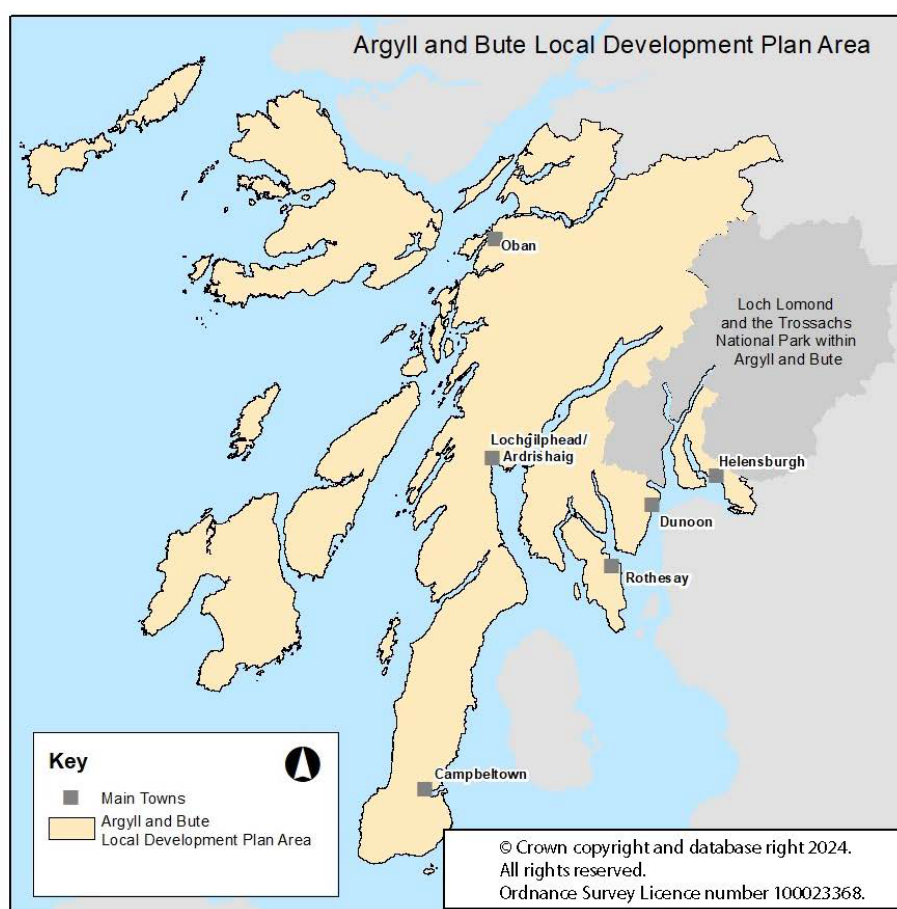 Argyll and Bute Local Development Plan Area
Oban
Loch Lomond
and the Trossachs
National Park within
Argyll and Bute
Lochgilphead/
Ardrishaig
Helensburgh
Dunoon
Rothesay
Campbeltown
Key
Main Towns
Argyll and Bute
Local Development Plan Area
© Crown copyright and database right 2024.
All rights reserved.
Ordnance Survey Licence number 100023368.